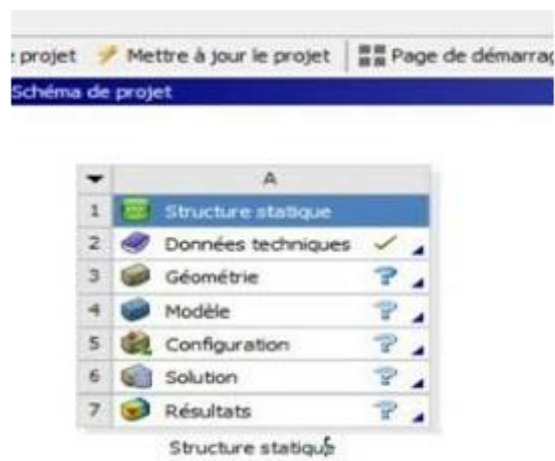 projet Mettre à jour le projet Page de démarrag
Schéma de projet
A
1 Structure statique
2 Données techniques
3 Géométrie
4 Modèle
5 Configuration
6 Solution
7 Résultats
Structure statique